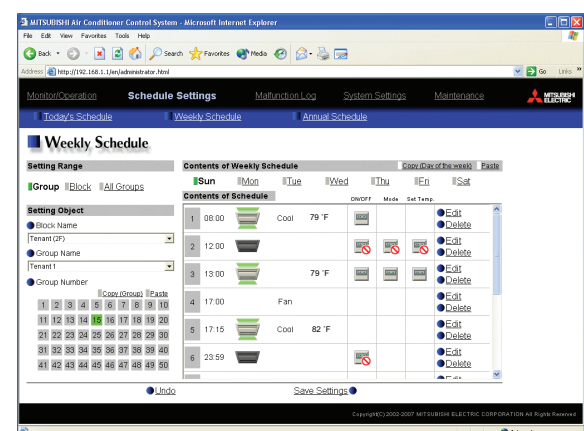 MITSUBISHI Air Conditioner Control System - Microsoft Internet Explorer
File Edit View Favorites Tools Help
Back Search Favorites Media
Address http://192.168.1.1/en/administrator.html Go Links »
Monitor/Operation Schedule Settings Malfunction Log System Settings Maintenance MITSUBISHI ELECTRIC
Today's Schedule Weekly Schedule Annual Schedule
Weekly Schedule
Setting Range
Group Block All Groups
Setting Object
Block Name
Tenant (2F)
Group Name
Tenant 1
Group Number
Copy (Group) Paste
1 2 3 4 5 6 7 8 9 10
11 12 13 14 15 16 17 18 19 20
21 22 23 24 25 26 27 28 29 30
31 32 33 34 35 36 37 38 39 40
41 42 43 44 45 46 47 48 49 50
Contents of Weekly Schedule Copy (Day of the week) Paste
Sun Mon Tue Wed Thu Fri Sat
Contents of Schedule ON/OFF Mode Set Temp.
1 08:00 Cool 79 °F Edit
Delete
2 12:00 Edit
Delete
3 13:00 79 °F Edit
Delete
4 17:00 Fan Edit
Delete
5 17:15 Cool 82 °F Edit
Delete
6 23:59 Edit
Delete
Undo Save Settings
Copyright(C) 2002-2007 MITSUBISHI ELECTRIC CORPORATION All Rights Reserved